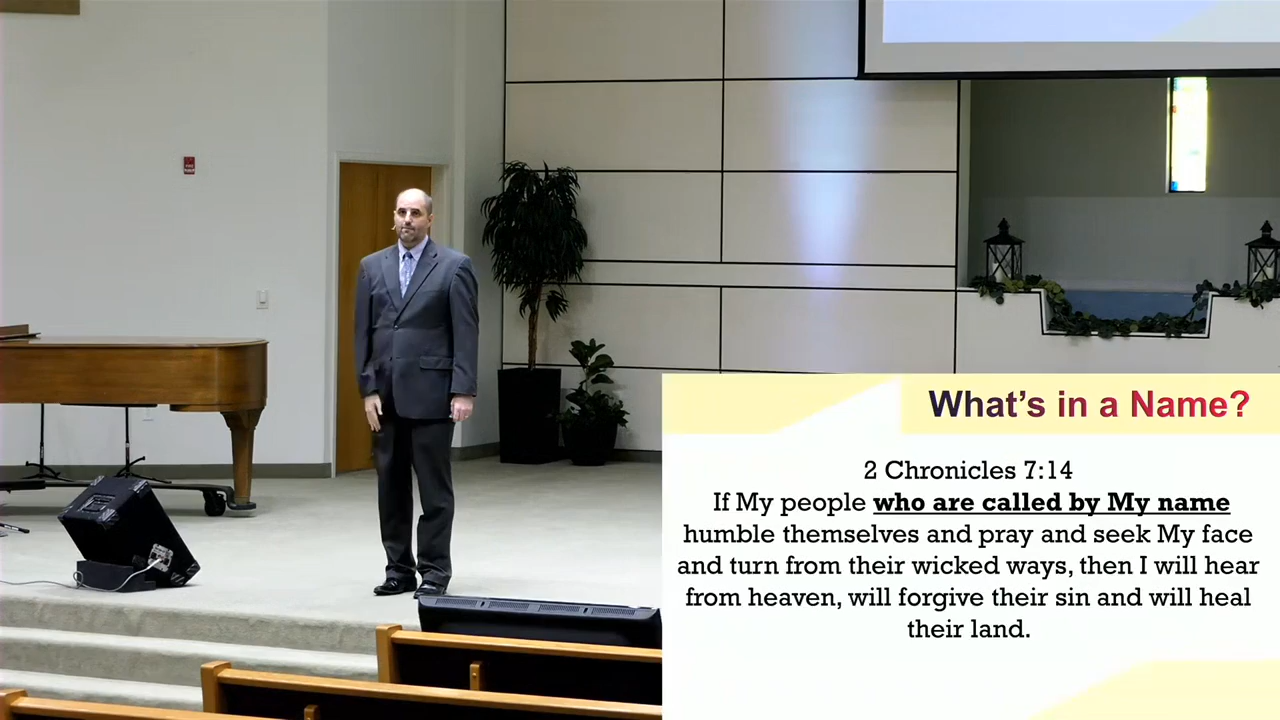 What's in a Name?
2 Chronicles 7:14
If My people who are called by My name
humble themselves and pray and seek My face
and turn from their wicked ways, then I will hear
from heaven, will forgive their sin and will heal
their land.